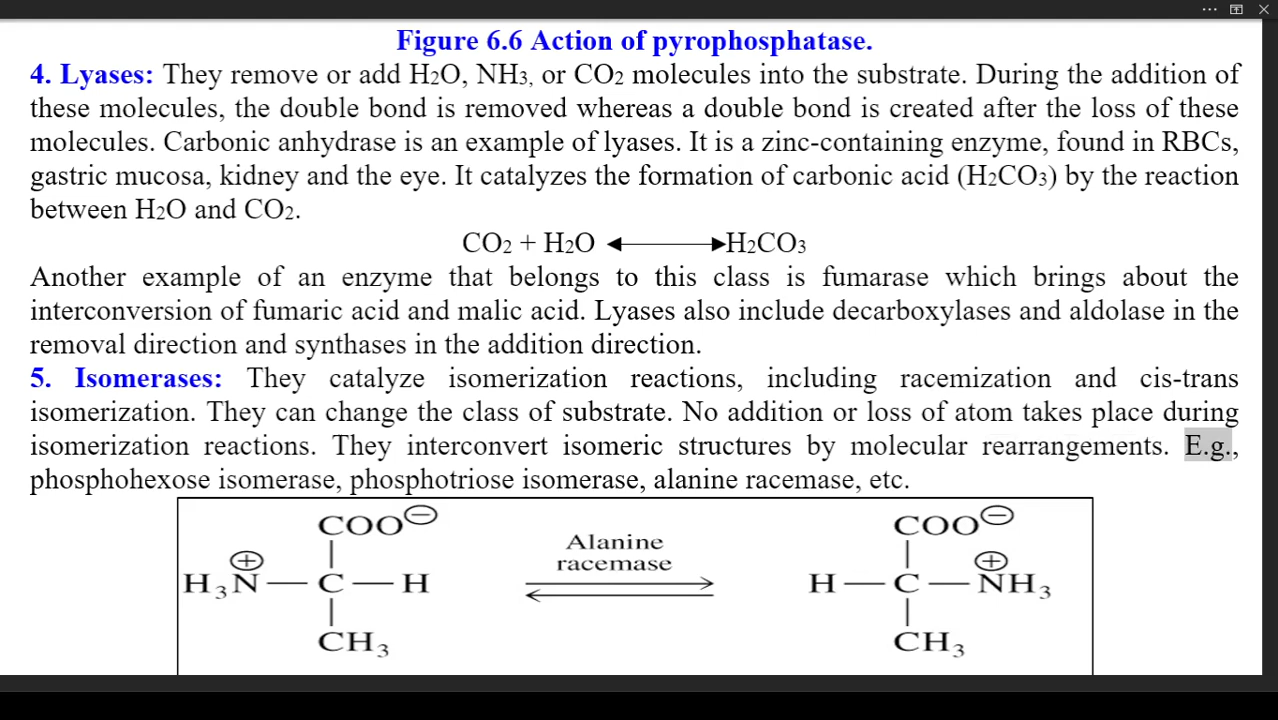 Figure 6.6 Action of pyrophosphatase.
4. Lyases: They remove or add H2O, NH3, or CO2 molecules into the substrate. During the addition of
these molecules, the double bond is removed whereas a double bond is created after the loss of these
molecules. Carbonic anhydrase is an example of lyases. It is a zinc-containing enzyme, found in RBCs,
gastric mucosa, kidney and the eye. It catalyzes the formation of carbonic acid (H2CO3) by the reaction
between H2O and CO2.
CO2 + H2O ⟷ H2CO3
Another example of an enzyme that belongs to this class is fumarase which brings about the
interconversion of fumaric acid and malic acid. Lyases also include decarboxylases and aldolase in the
removal direction and synthases in the addition direction.
5. Isomerases: They catalyze isomerization reactions, including racemization and cis-trans
isomerization. They can change the class of substrate. No addition or loss of atom takes place during
isomerization reactions. They interconvert isomeric structures by molecular rearrangements. E.g.,
phosphohexose isomerase, phosphotriose isomerase, alanine racemase, etc.
COO⊖ COO⊖
Alanine
racemase
⊕ ⊕
H3N — C — H ⇌ H — C — NH3
CH3 CH3